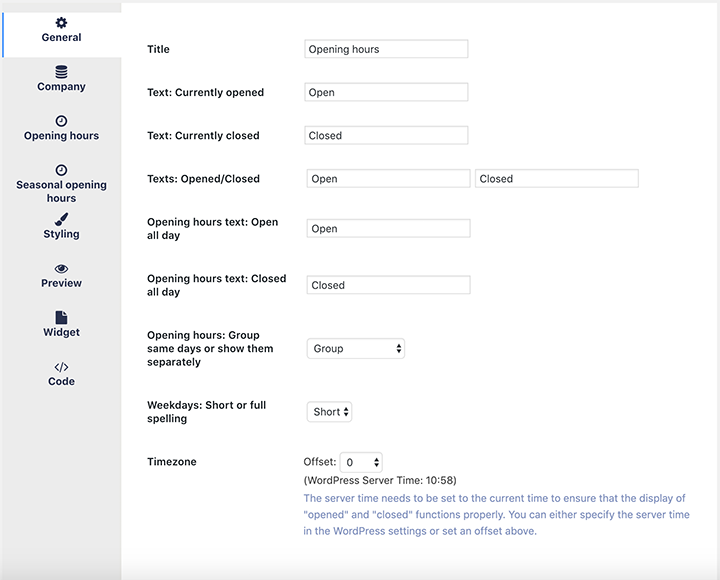 General
Company
Opening hours
Seasonal opening
hours
Styling
Preview
Widget
Code
Title
Opening hours
Text: Currently opened
Open
Text: Currently closed
Closed
Texts: Opened/Closed
Open
Closed
Opening hours text: Open
all day
Open
Opening hours text: Closed
all day
Closed
Opening hours: Group
same days or show them
separately
Group
Weekdays: Short or full
spelling
Short
Timezone
Offset: 0
(WordPress Server Time: 10:58)
The server time needs to be set to the current time to ensure that the display of
"opened" and "closed" functions properly. You can either specify the server time
in the WordPress settings or set an offset above.